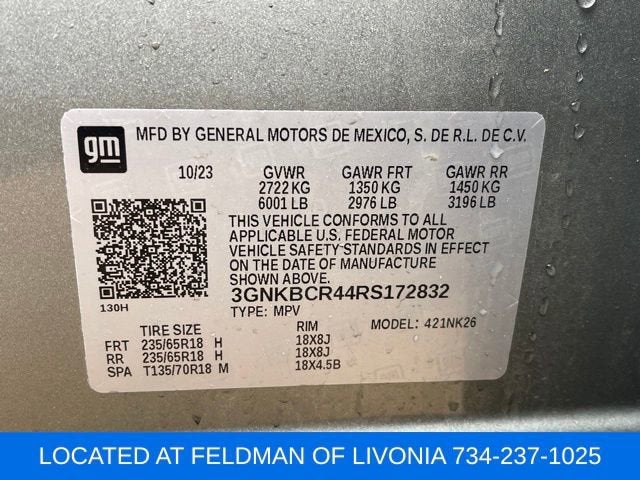 gm
MFD BY GENERAL MOTORS DE MEXICO, S. DE R.L. DE C.V.
10/23 GVWR GAWR FRT GAWR RR
2722 KG 1350 KG 1450 KG
6001 LB 2976 LB 3196 LB
THIS VEHICLE CONFORMS TO ALL
APPLICABLE U.S. FEDERAL MOTOR
VEHICLE SAFETY STANDARDS IN EFFECT
ON THE DATE OF MANUFACTURE
SHOWN ABOVE.
3GNKBCR44RS172832
130H
TYPE: MPV MODEL: 421NK26
TIRE SIZE RIM
FRT 235/65R18 H 18X8J
RR 235/65R18 H 18X8J
SPA T135/70R18 M 18X4.5B
LOCATED AT FELDMAN OF LIVONIA 734-237-1025